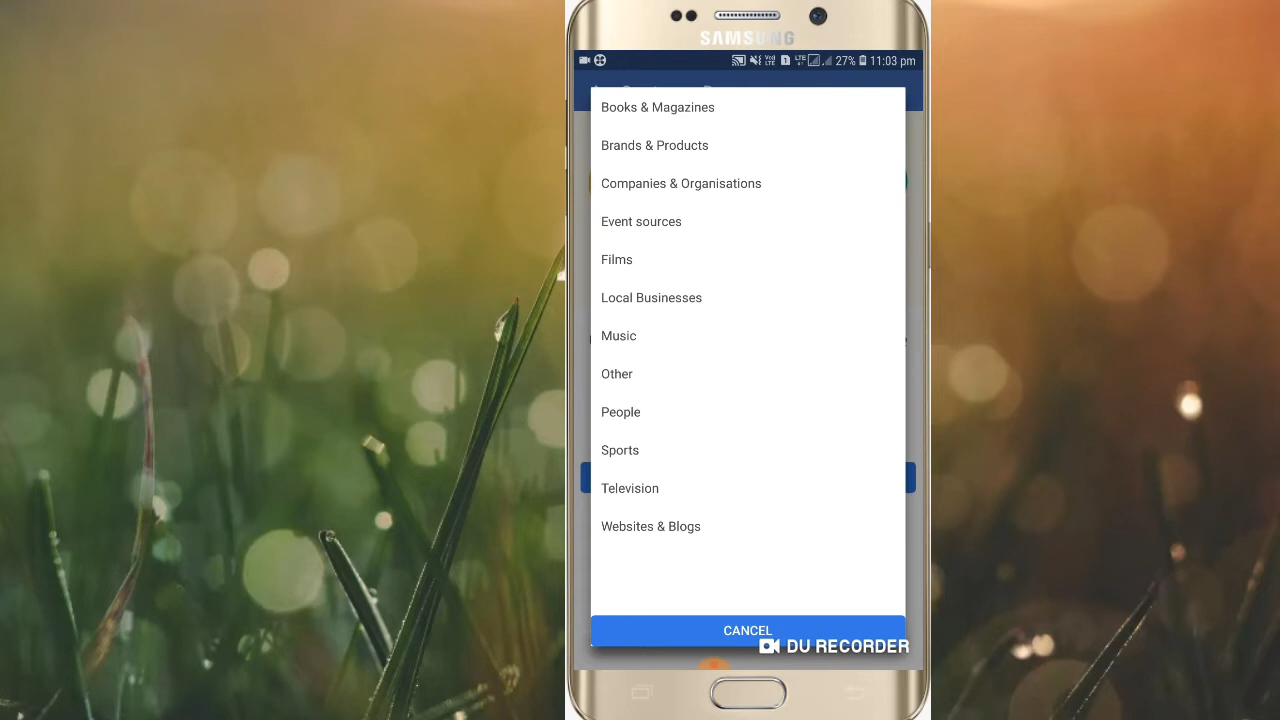 SAMSUNG
27% 11:03 pm
Books & Magazines
Brands & Products
Companies & Organisations
Event sources
Films
Local Businesses
Music
Other
People
Sports
Television
Websites & Blogs
CANCEL
DU RECORDER